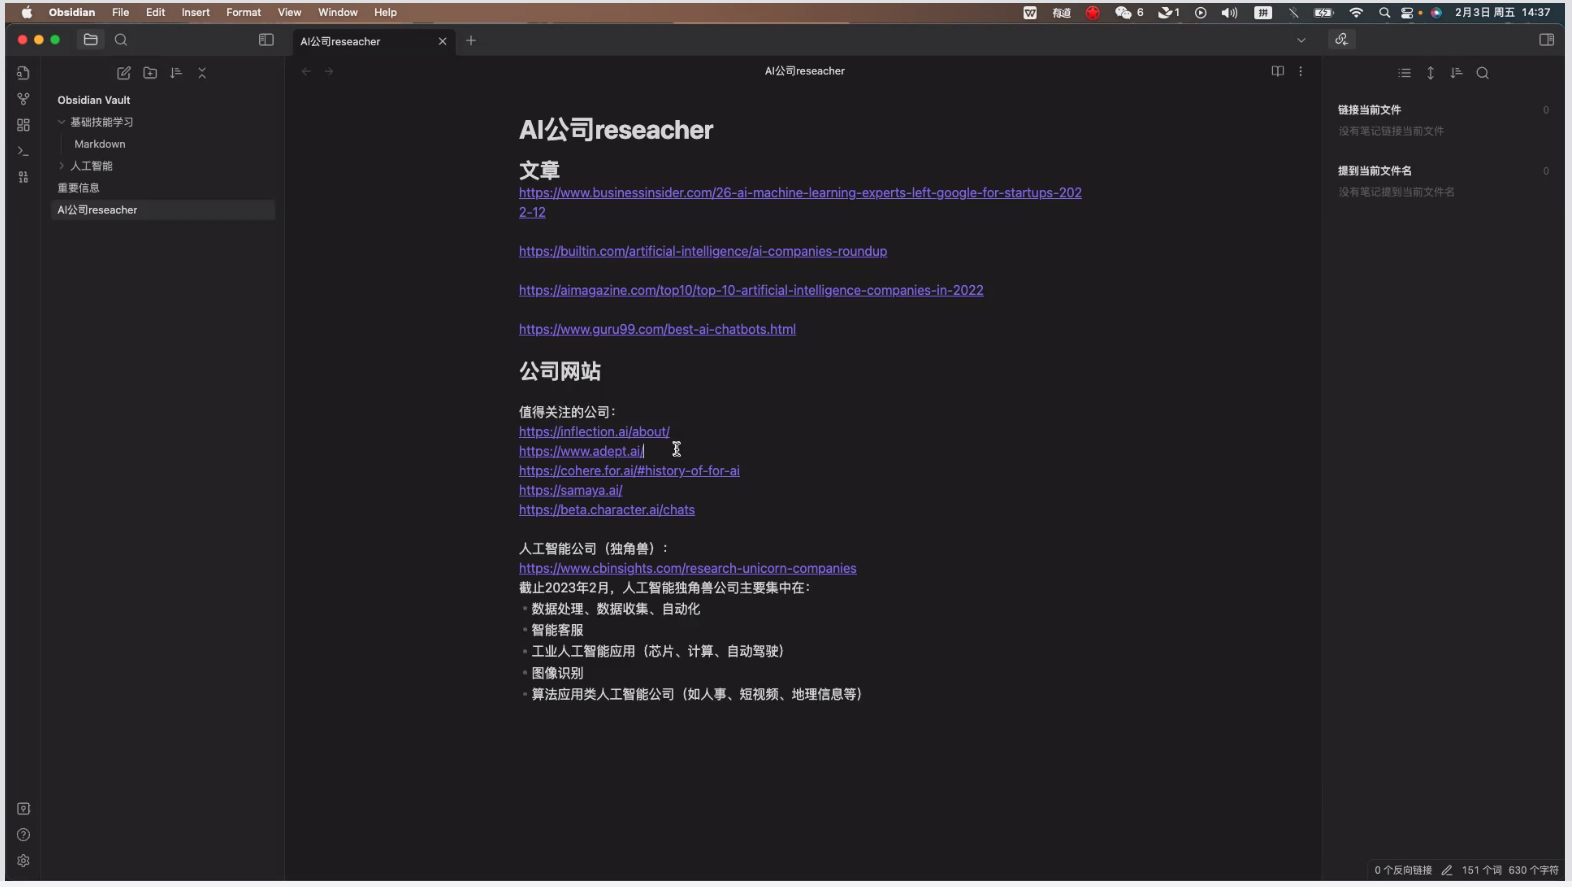 Obsidian File Edit Insert Format View Window Help
有道 6 1 拼 2月3日 周五 14:37
AI公司reseacher
AI公司reseacher
Obsidian Vault
基础技能学习
Markdown
人工智能
重要信息
AI公司reseacher
AI公司reseacher
文章
https://www.businessinsider.com/26-ai-machine-learning-experts-left-google-for-startups-202
2-12
https://builtin.com/artificial-intelligence/ai-companies-roundup
https://aimagazine.com/top10/top-10-artificial-intelligence-companies-in-2022
https://www.guru99.com/best-ai-chatbots.html
公司网站
值得关注的公司：
https://inflection.ai/about/
https://www.adept.ai/
https://cohere.for.ai/#history-of-for-ai
https://samaya.ai/
https://beta.character.ai/chats
人工智能公司（独角兽）：
https://www.cbinsights.com/research-unicorn-companies
截止2023年2月，人工智能独角兽公司主要集中在：
数据处理、数据收集、自动化
智能客服
工业人工智能应用（芯片、计算、自动驾驶）
图像识别
算法应用类人工智能公司（如人事、短视频、地理信息等）
链接当前文件 0
没有笔记链接当前文件
提到当前文件名 0
没有笔记提到当前文件名
0 个反向链接 151 个词 630 个字符